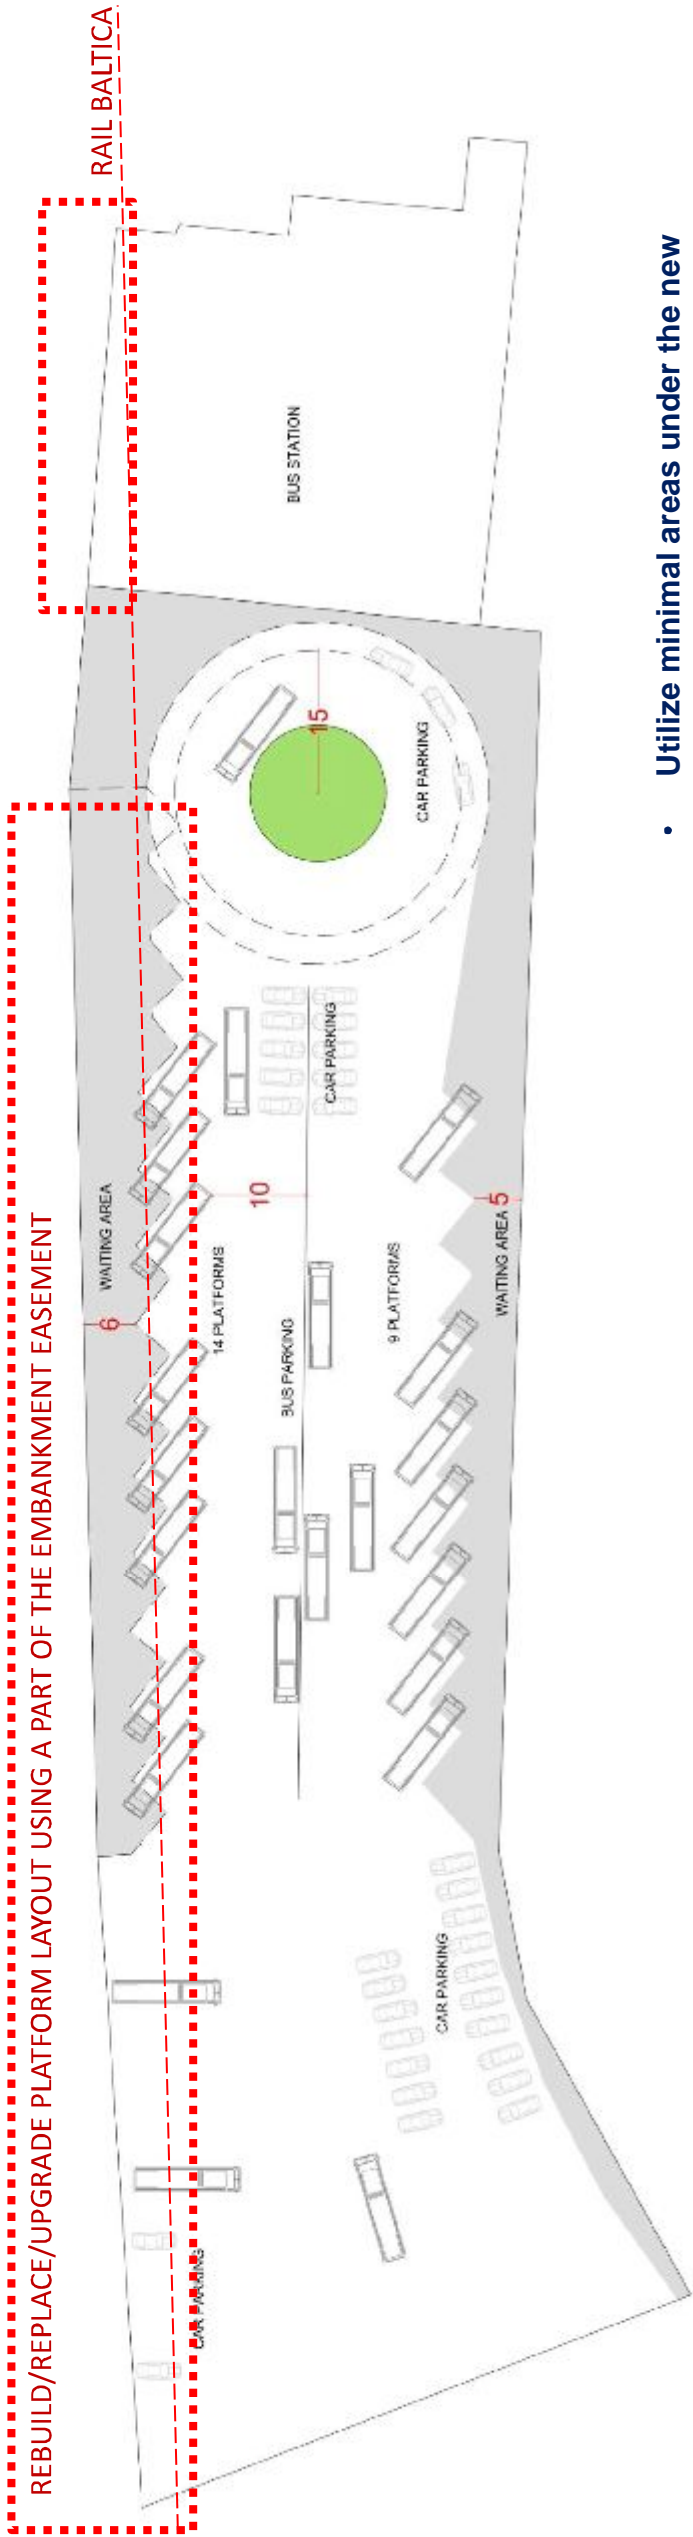 REBUILD/REPLACE/UPGRADE PLATFORM LAYOUT USING A PART OF THE EMBANKMENT EASEMENT
RAIL BALTICA
WAITING AREA
6
CAR PARKING
14 PLATFORMS
10
BUS PARKING
CAR PARKING
15
BUS STATION
9 PLATFORMS
CAR PARKING
CAR PARKING
WAITING AREA
5
• Utilize minimal areas under the new